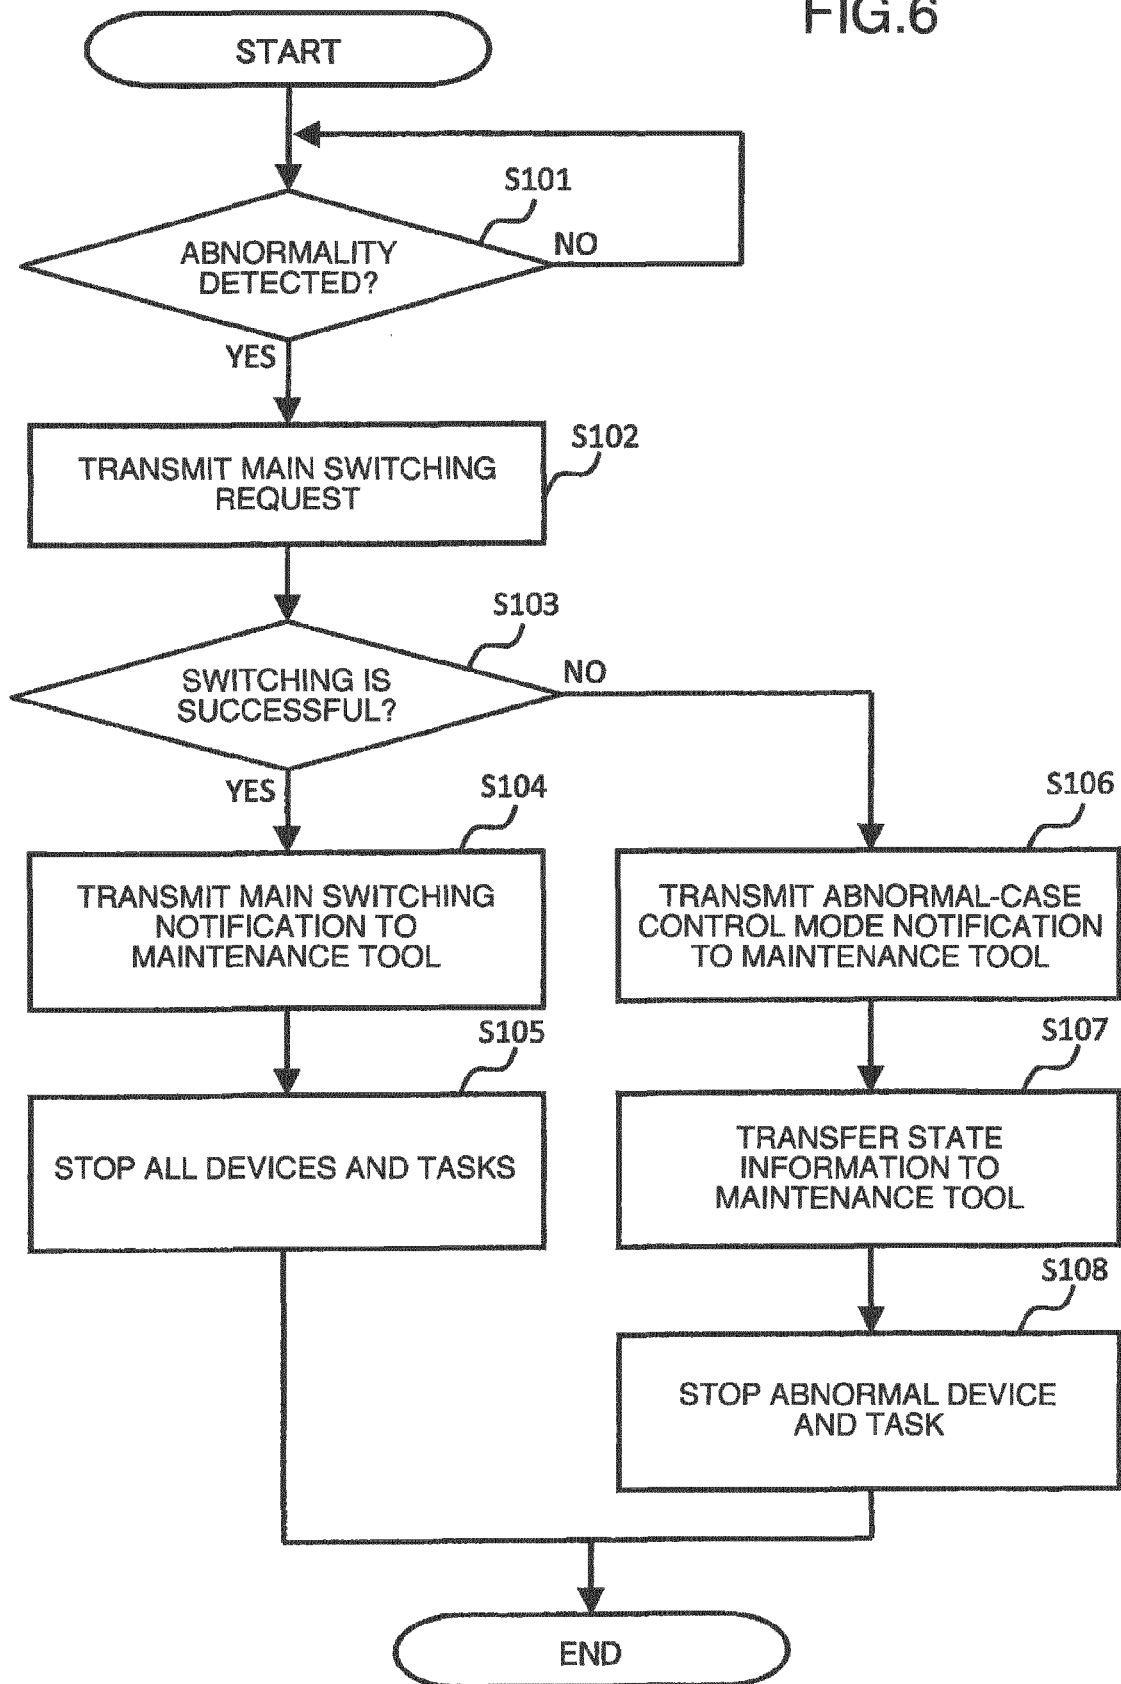 FIG.6
START
S101
ABNORMALITY
DETECTED?
NO
YES
S102
TRANSMIT MAIN SWITCHING
REQUEST
S103
SWITCHING IS
SUCCESSFUL?
NO
YES
S104
TRANSMIT MAIN SWITCHING
NOTIFICATION TO
MAINTENANCE TOOL
S105
STOP ALL DEVICES AND TASKS
S106
TRANSMIT ABNORMAL-CASE
CONTROL MODE NOTIFICATION
TO MAINTENANCE TOOL
S107
TRANSFER STATE
INFORMATION TO
MAINTENANCE TOOL
S108
STOP ABNORMAL DEVICE
AND TASK
END